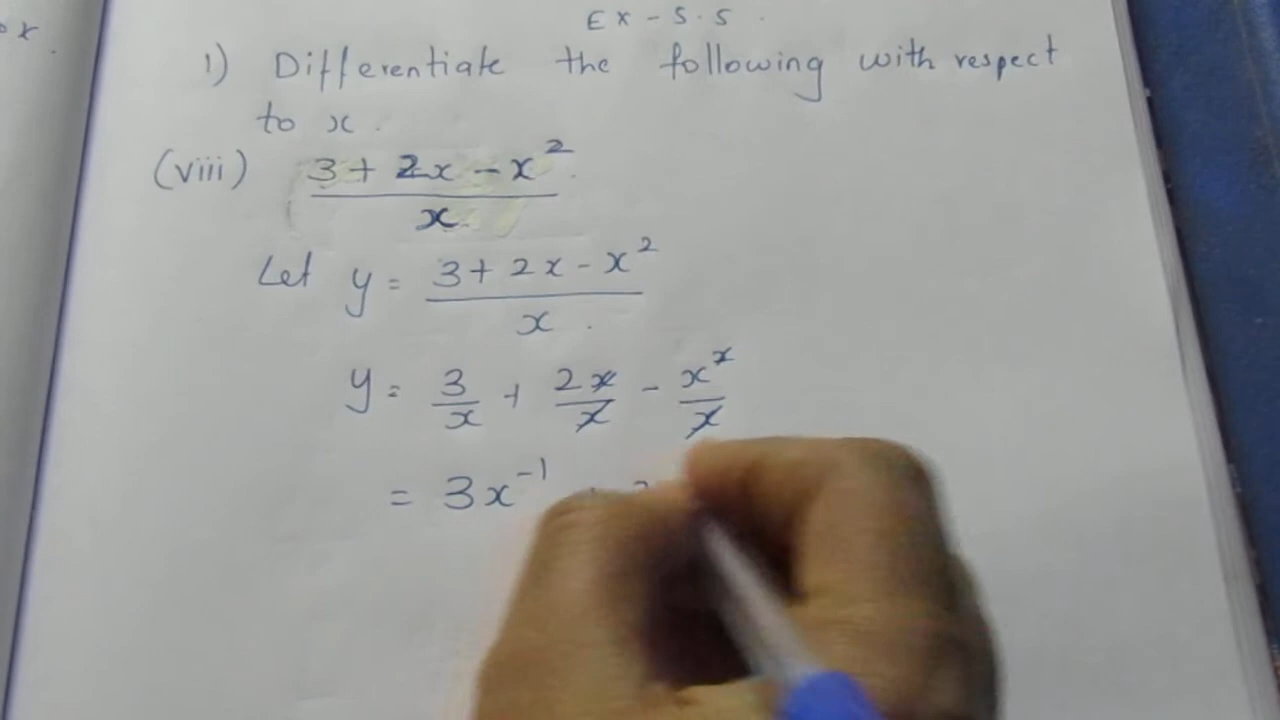 x.
Ex-5.5.
1) Differentiate the following with respect
to x.
(viii) 3 + 2x - x²
x.
Let y = 3 + 2x - x²
x.
y = 3/x + 2x/x - x²/x
= 3x⁻¹ +